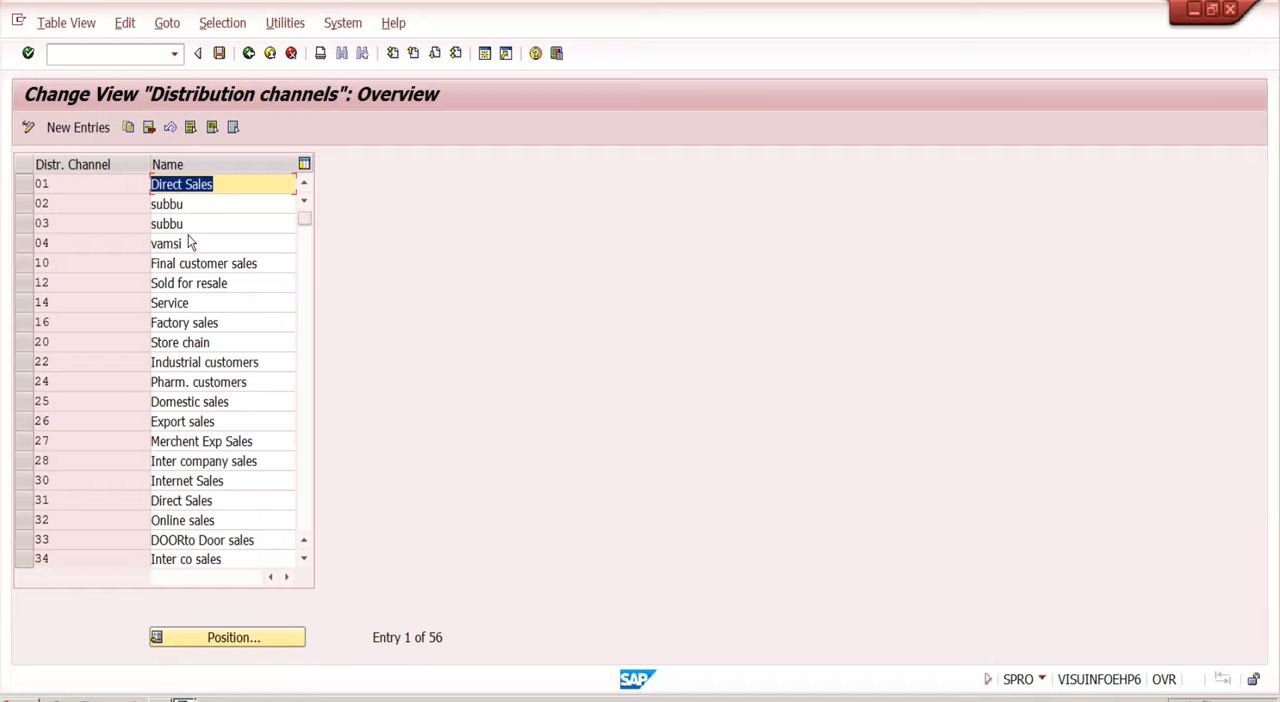 Table View Edit Goto Selection Utilities System Help
Change View "Distribution channels": Overview
New Entries
Distr. Channel Name
01 Direct Sales
02 subbu
03 subbu
04 vamsi
10 Final customer sales
12 Sold for resale
14 Service
16 Factory sales
20 Store chain
22 Industrial customers
24 Pharm. customers
25 Domestic sales
26 Export sales
27 Merchent Exp Sales
28 Inter company sales
30 Internet Sales
31 Direct Sales
32 Online sales
33 DOORto Door sales
34 Inter co sales
Position... Entry 1 of 56
SAP SPRO VISUINFOEHP6 OVR